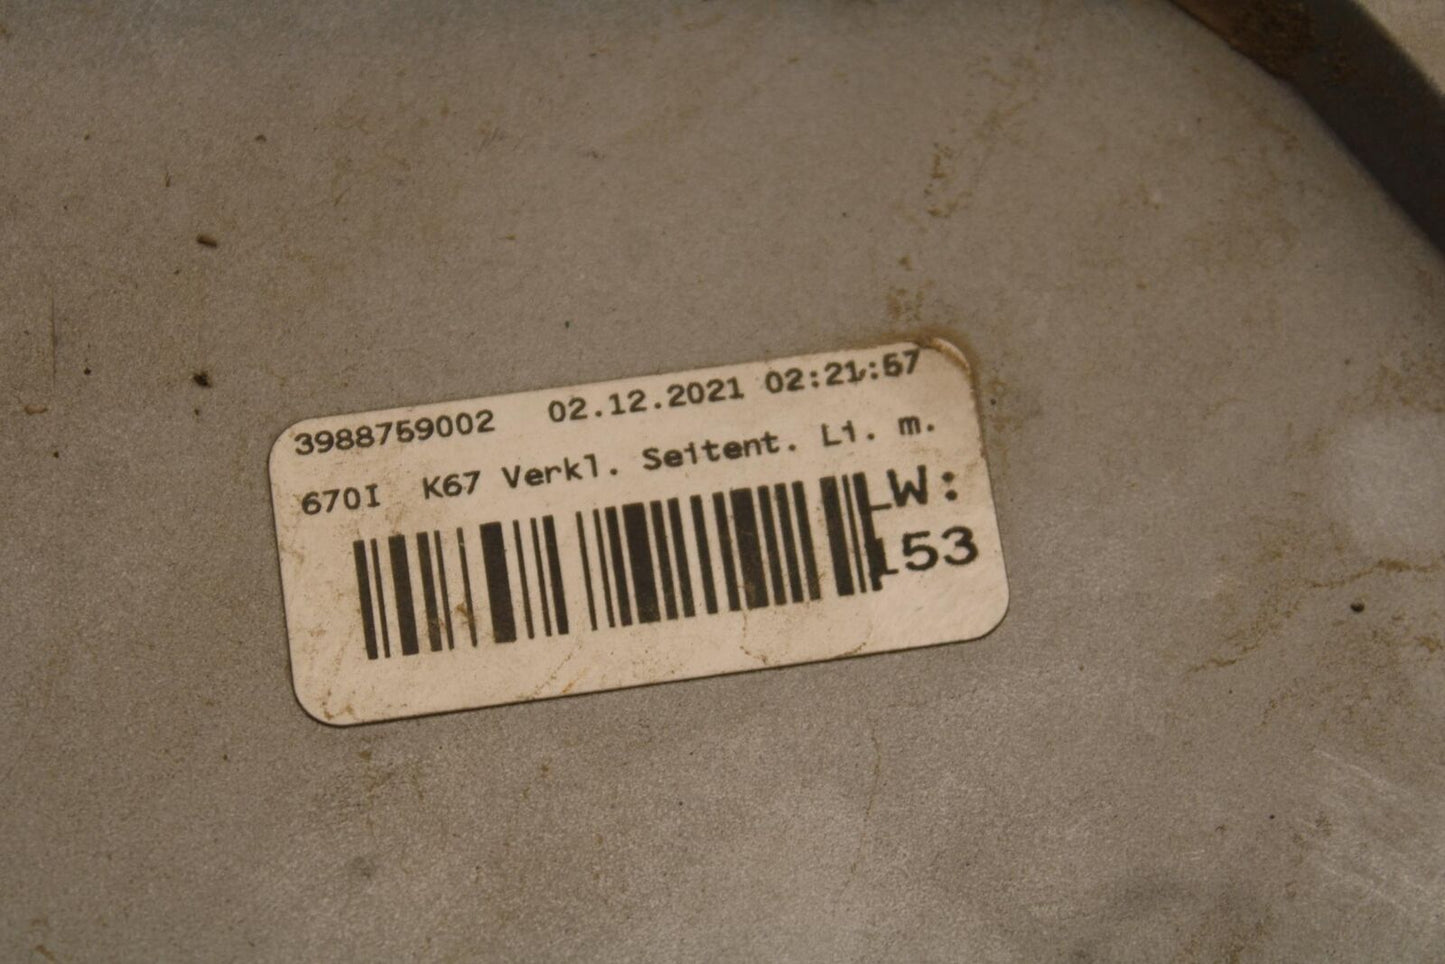 3988759002 02.12.2021 02:21:57
670I K67 Verkl. Seitent. Li. m.
LW:
153